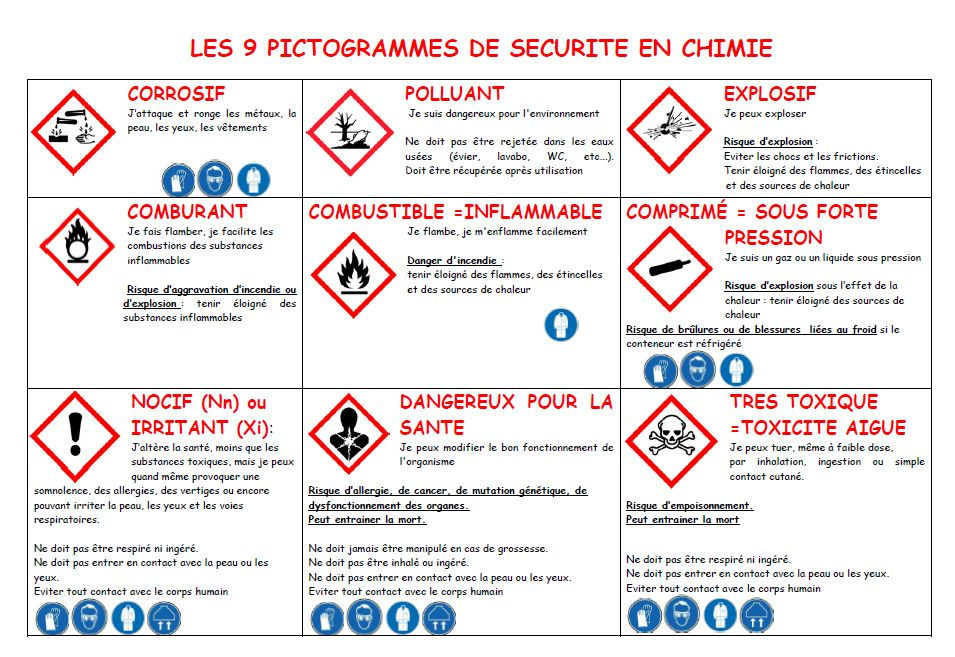 LES 9 PICTOGRAMMES DE SECURITE EN CHIMIE
CORROSIF
J'attaque et ronge les métaux, la
peau, les yeux, les vêtements
POLLUANT
Je suis dangereux pour l'environnement
Ne doit pas être rejetée dans les eaux
usées (évier, lavabo, WC, etc...).
Doit être récupérée après utilisation
EXPLOSIF
Je peux exploser
Risque d'explosion :
Eviter les chocs et les frictions.
Tenir éloigné des flammes, des étincelles
et des sources de chaleur
COMBURANT
Je fais flamber, je facilite les
combustions des substances
inflammables
Risque d'aggravation d'incendie ou
d'explosion : tenir éloigné des
substances inflammables
COMBUSTIBLE =INFLAMMABLE
Je flambe, je m'enflamme facilement
Danger d'incendie :
tenir éloigné des flammes, des étincelles
et des sources de chaleur
COMPRIMÉ = SOUS FORTE
PRESSION
Je suis un gaz ou un liquide sous pression
Risque d'explosion sous l'effet de la
chaleur : tenir éloigné des sources de
chaleur
Risque de brûlures ou de blessures liées au froid si le
conteneur est réfrigéré
NOCIF (Nn) ou
IRRITANT (Xi):
J'altère la santé, moins que les
substances toxiques, mais je peux
quand même provoquer une
somnolence, des allergies, des vertiges ou encore
pouvant irriter la peau, les yeux et les voies
respiratoires.
Ne doit pas être respiré ni ingéré.
Ne doit pas entrer en contact avec la peau ou les
yeux.
Eviter tout contact avec le corps humain
DANGEREUX POUR LA
SANTE
Je peux modifier le bon fonctionnement de
l'organisme
Risque d'allergie, de cancer, de mutation génétique, de
dysfonctionnement des organes.
Peut entrainer la mort.
Ne doit jamais être manipulé en cas de grossesse.
Ne doit pas être inhalé ou ingéré.
Ne doit pas entrer en contact avec la peau ou les yeux.
Eviter tout contact avec le corps humain
TRES TOXIQUE
=TOXICITE AIGUE
Je peux tuer, même à faible dose,
par inhalation, ingestion ou simple
contact cutané.
Risque d'empoisonnement.
Peut entrainer la mort
Ne doit pas être respiré ni ingéré.
Ne doit pas entrer en contact avec la peau ou les yeux.
Eviter tout contact avec le corps humain